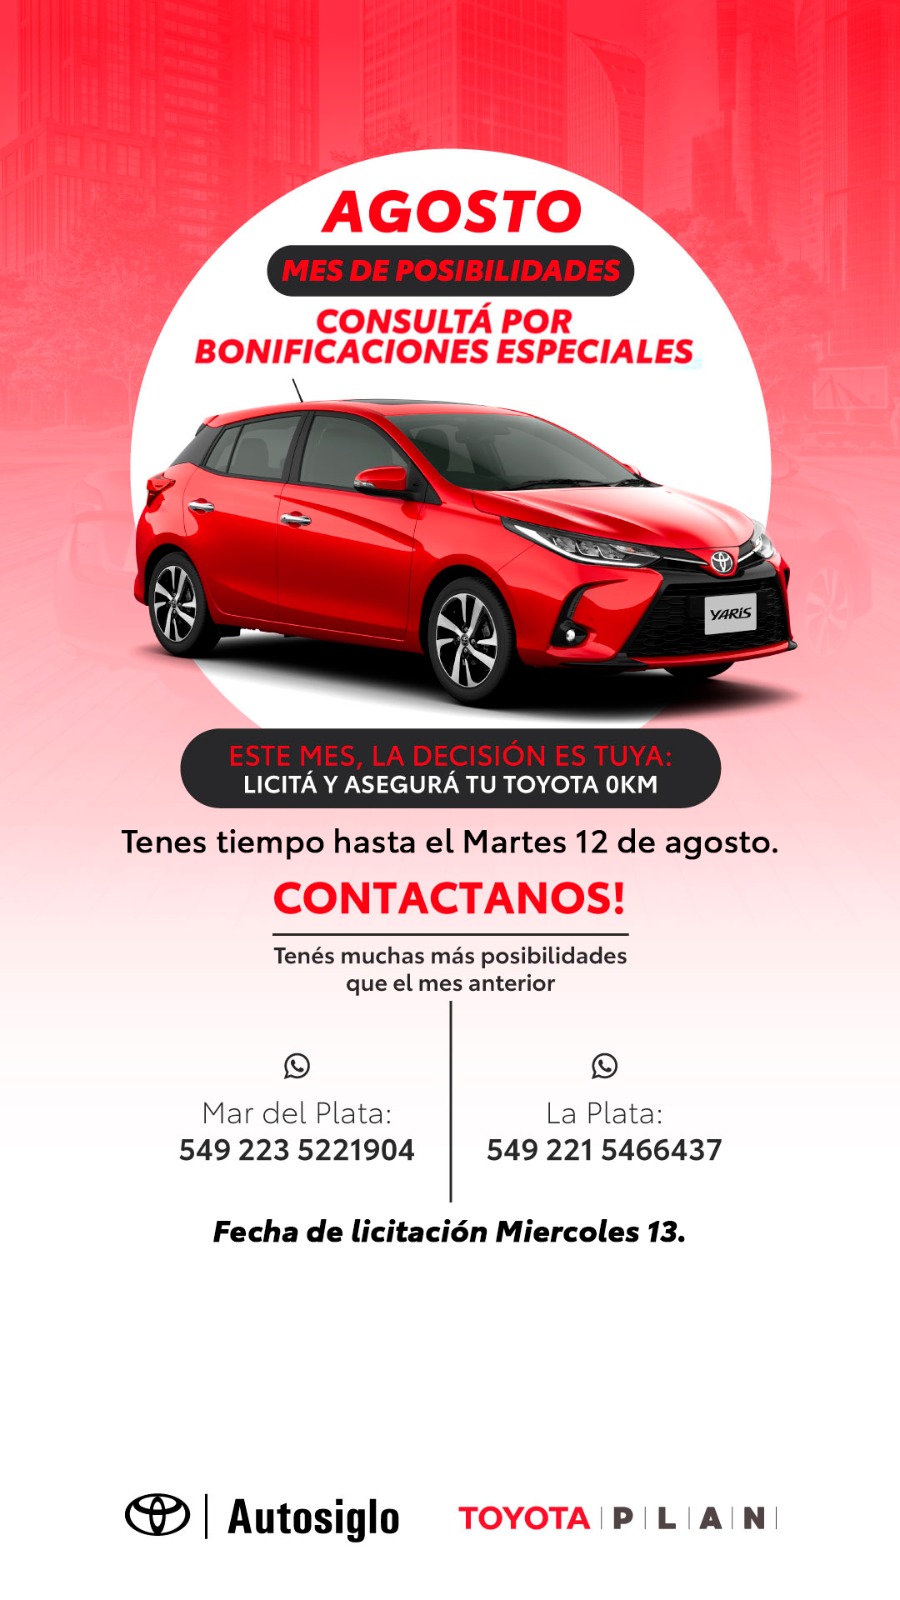 AGOSTO
MES DE POSIBILIDADES
CONSULTÁ POR
BONIFICACIONES ESPECIALES
YARiS
ESTE MES, LA DECISIÓN ES TUYA:
LICITÁ Y ASEGURÁ TU TOYOTA 0KM
Tenes tiempo hasta el Martes 12 de agosto.
CONTACTANOS!
Tenés muchas más posibilidades
que el mes anterior
Mar del Plata:
549 223 5221904
La Plata:
549 221 5466437
Fecha de licitación Miercoles 13.
Autosiglo
TOYOTA | P | L | A | N |